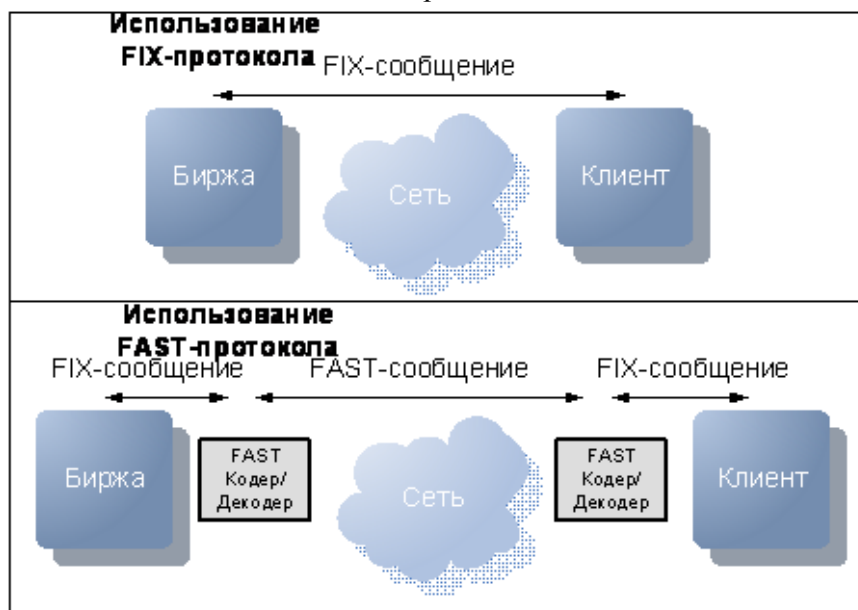 Использование
FIX-протокола
FIX-сообщение
Биржа
Сеть
Клиент
Использование
FAST-протокола
FIX-сообщение
FAST-сообщение
FIX-сообщение
Биржа
FAST
Кодер/
Декодер
Сеть
FAST
Кодер/
Декодер
Клиент